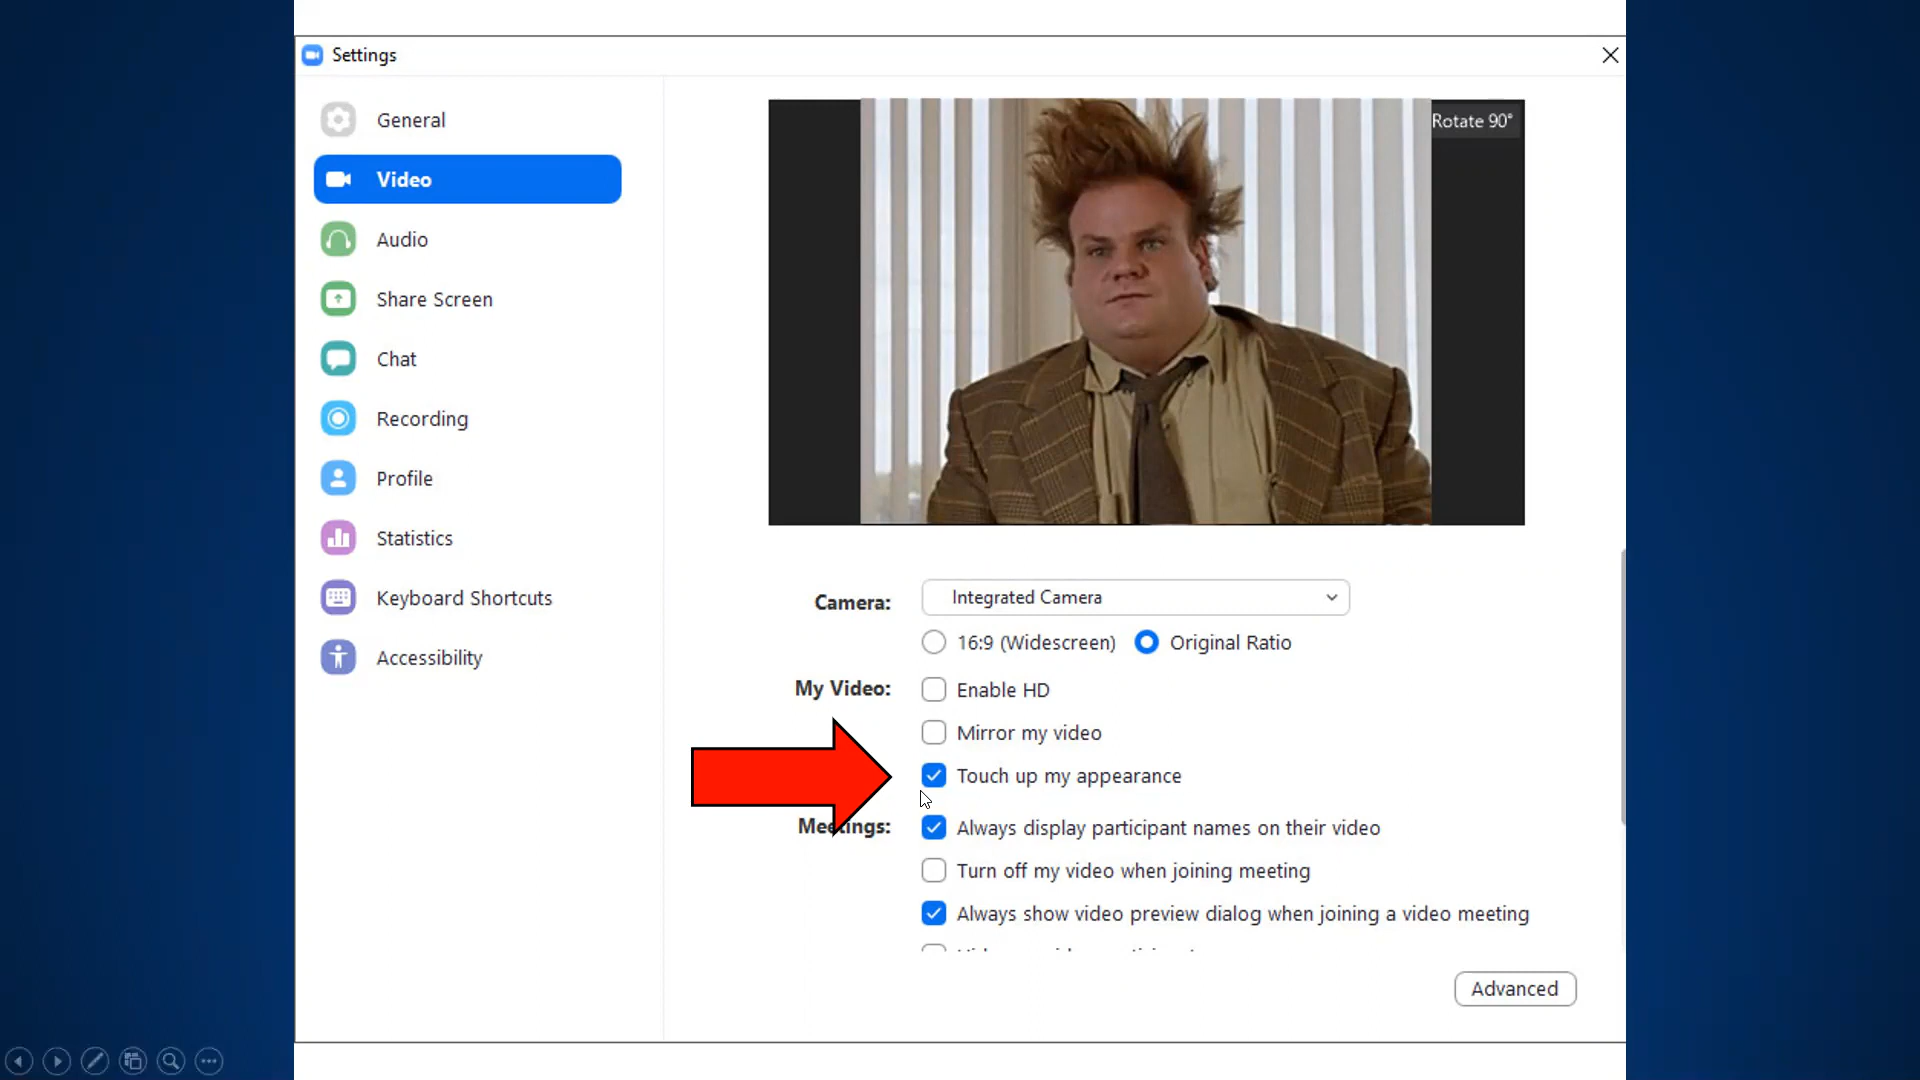 Settings
General
Video
Audio
Share Screen
Chat
Recording
Profile
Statistics
Keyboard Shortcuts
Accessibility
Rotate 90°
Camera:
Integrated Camera
16:9 (Widescreen)
Original Ratio
My Video:
Enable HD
Mirror my video
Touch up my appearance
Meetings:
Always display participant names on their video
Turn off my video when joining meeting
Always show video preview dialog when joining a video meeting
Advanced